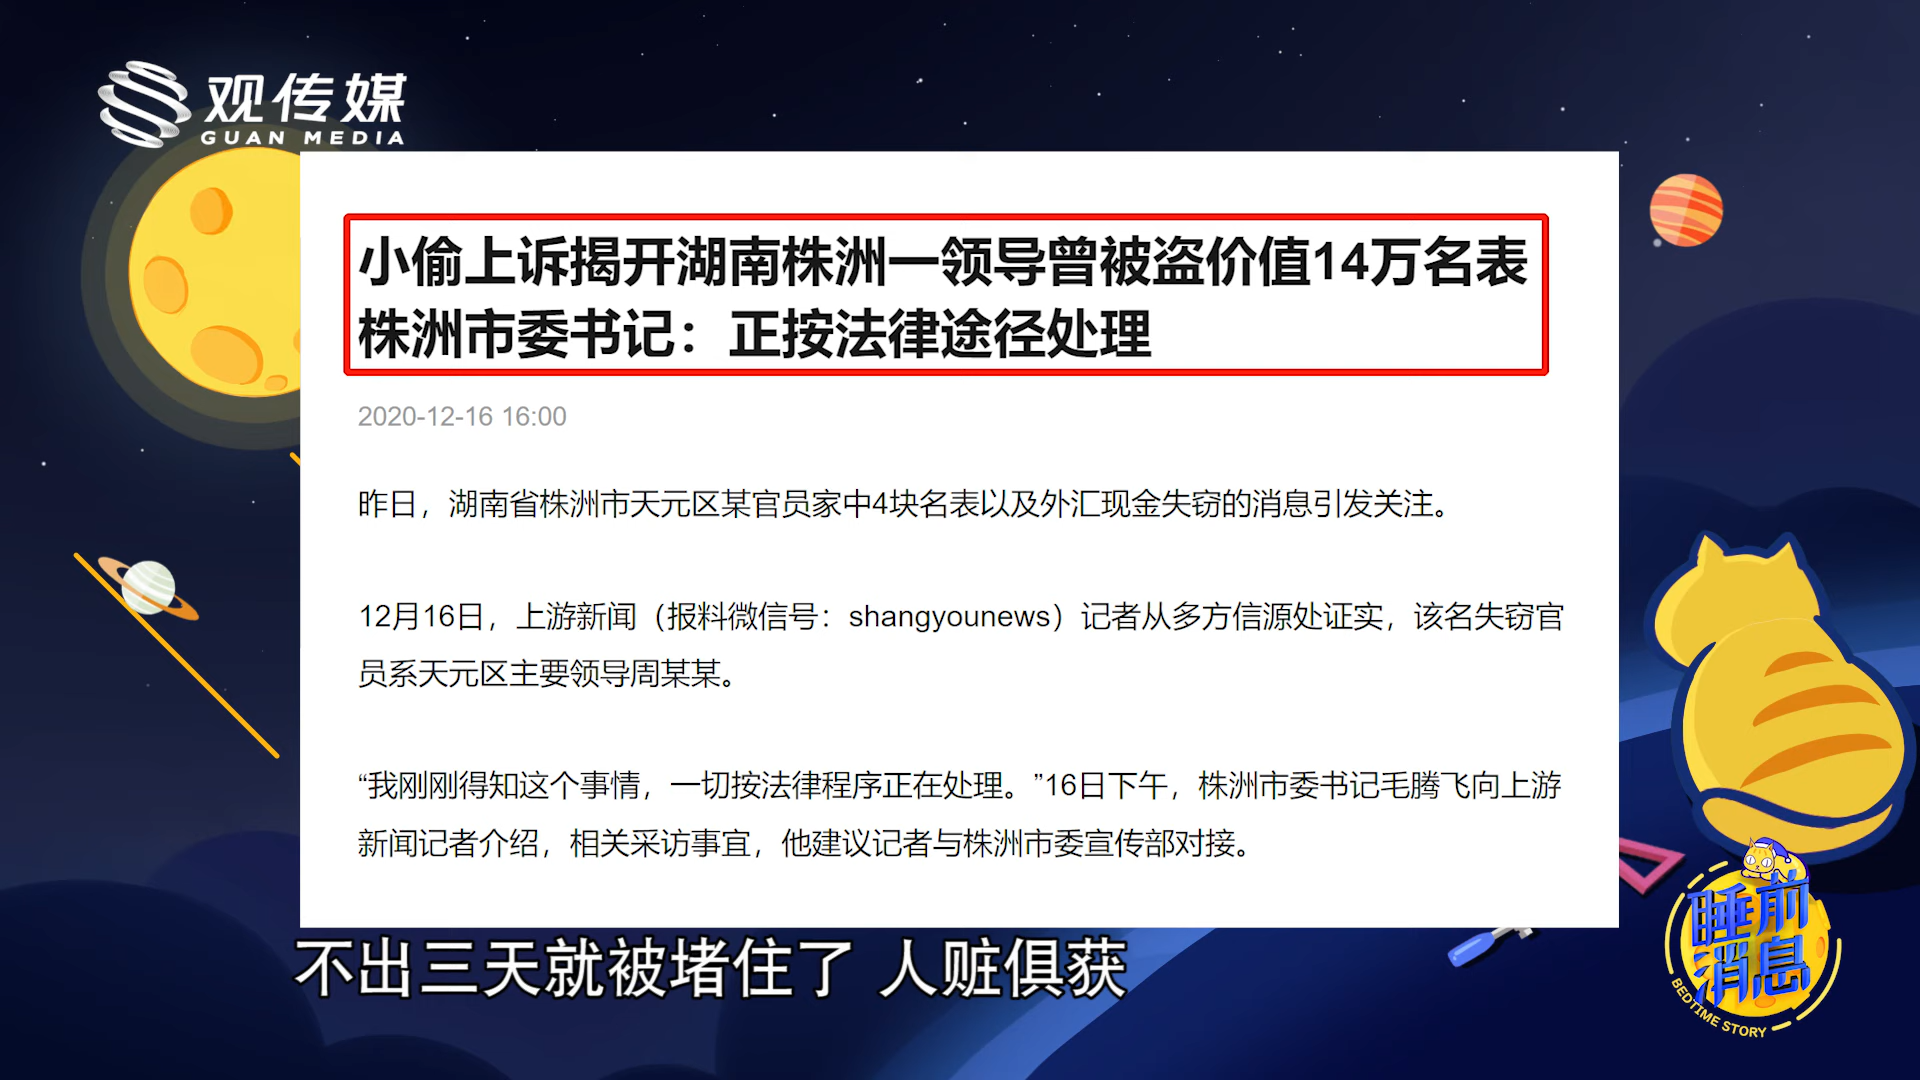 观传媒
GUAN MEDIA
小偷上诉揭开湖南株洲一领导曾被盗价值14万名表
株洲市委书记：正按法律途径处理
2020-12-16 16:00
昨日，湖南省株洲市天元区某官员家中4块名表以及外汇现金失窃的消息引发关注。
12月16日，上游新闻（报料微信号：shangyounews）记者从多方信源处证实，该名失窃官
员系天元区主要领导周某某。
“我刚刚得知这个事情，一切按法律程序正在处理。”16日下午，株洲市委书记毛腾飞向上游
新闻记者介绍，相关采访事宜，他建议记者与株洲市委宣传部对接。
不出三天就被堵住了 人赃俱获
睡前
消息
BEDTIME STORY